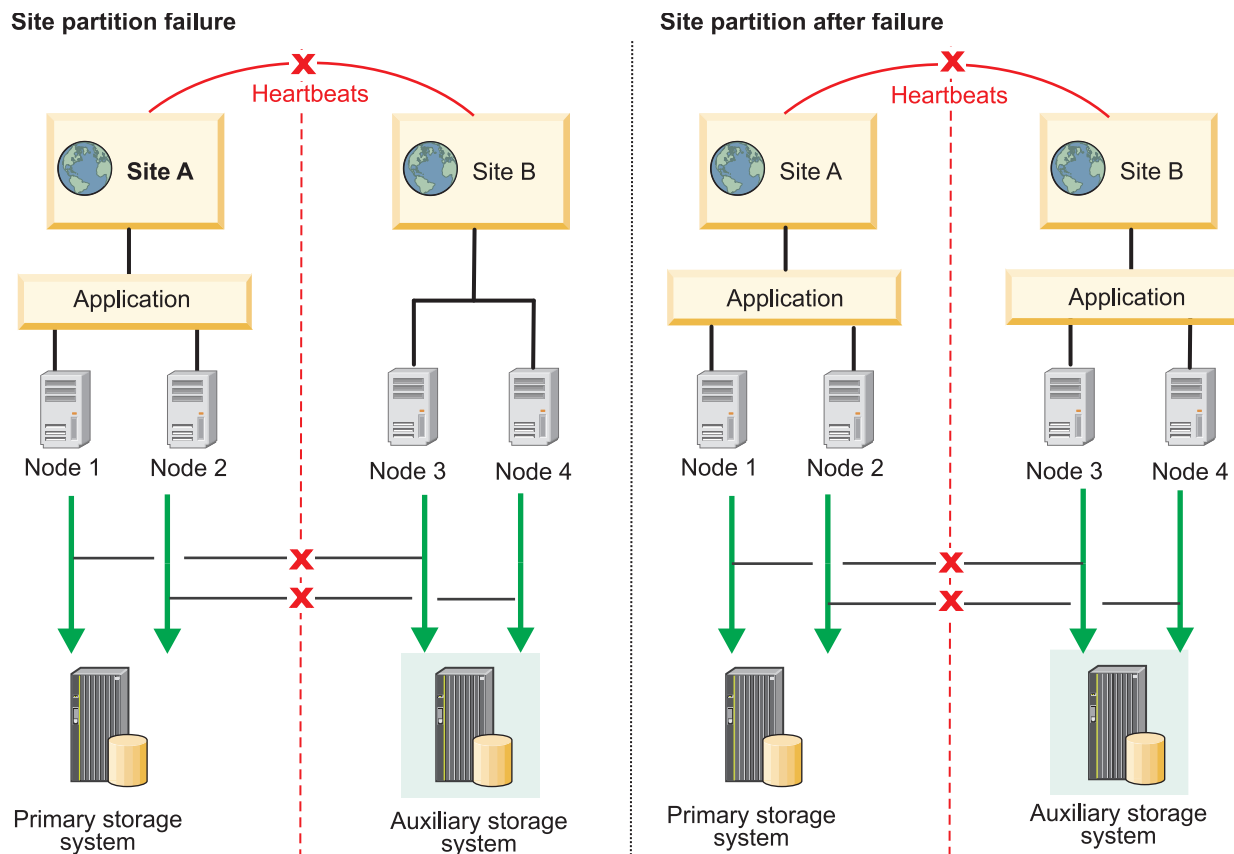 Site partition failure
Heartbeats
Site A
Site B
Application
Node 1
Node 2
Node 3
Node 4
Primary storage
system
Auxiliary storage
system
Site partition after failure
Heartbeats
Site A
Site B
Application
Application
Node 1
Node 2
Node 3
Node 4
Primary storage
system
Auxiliary storage
system